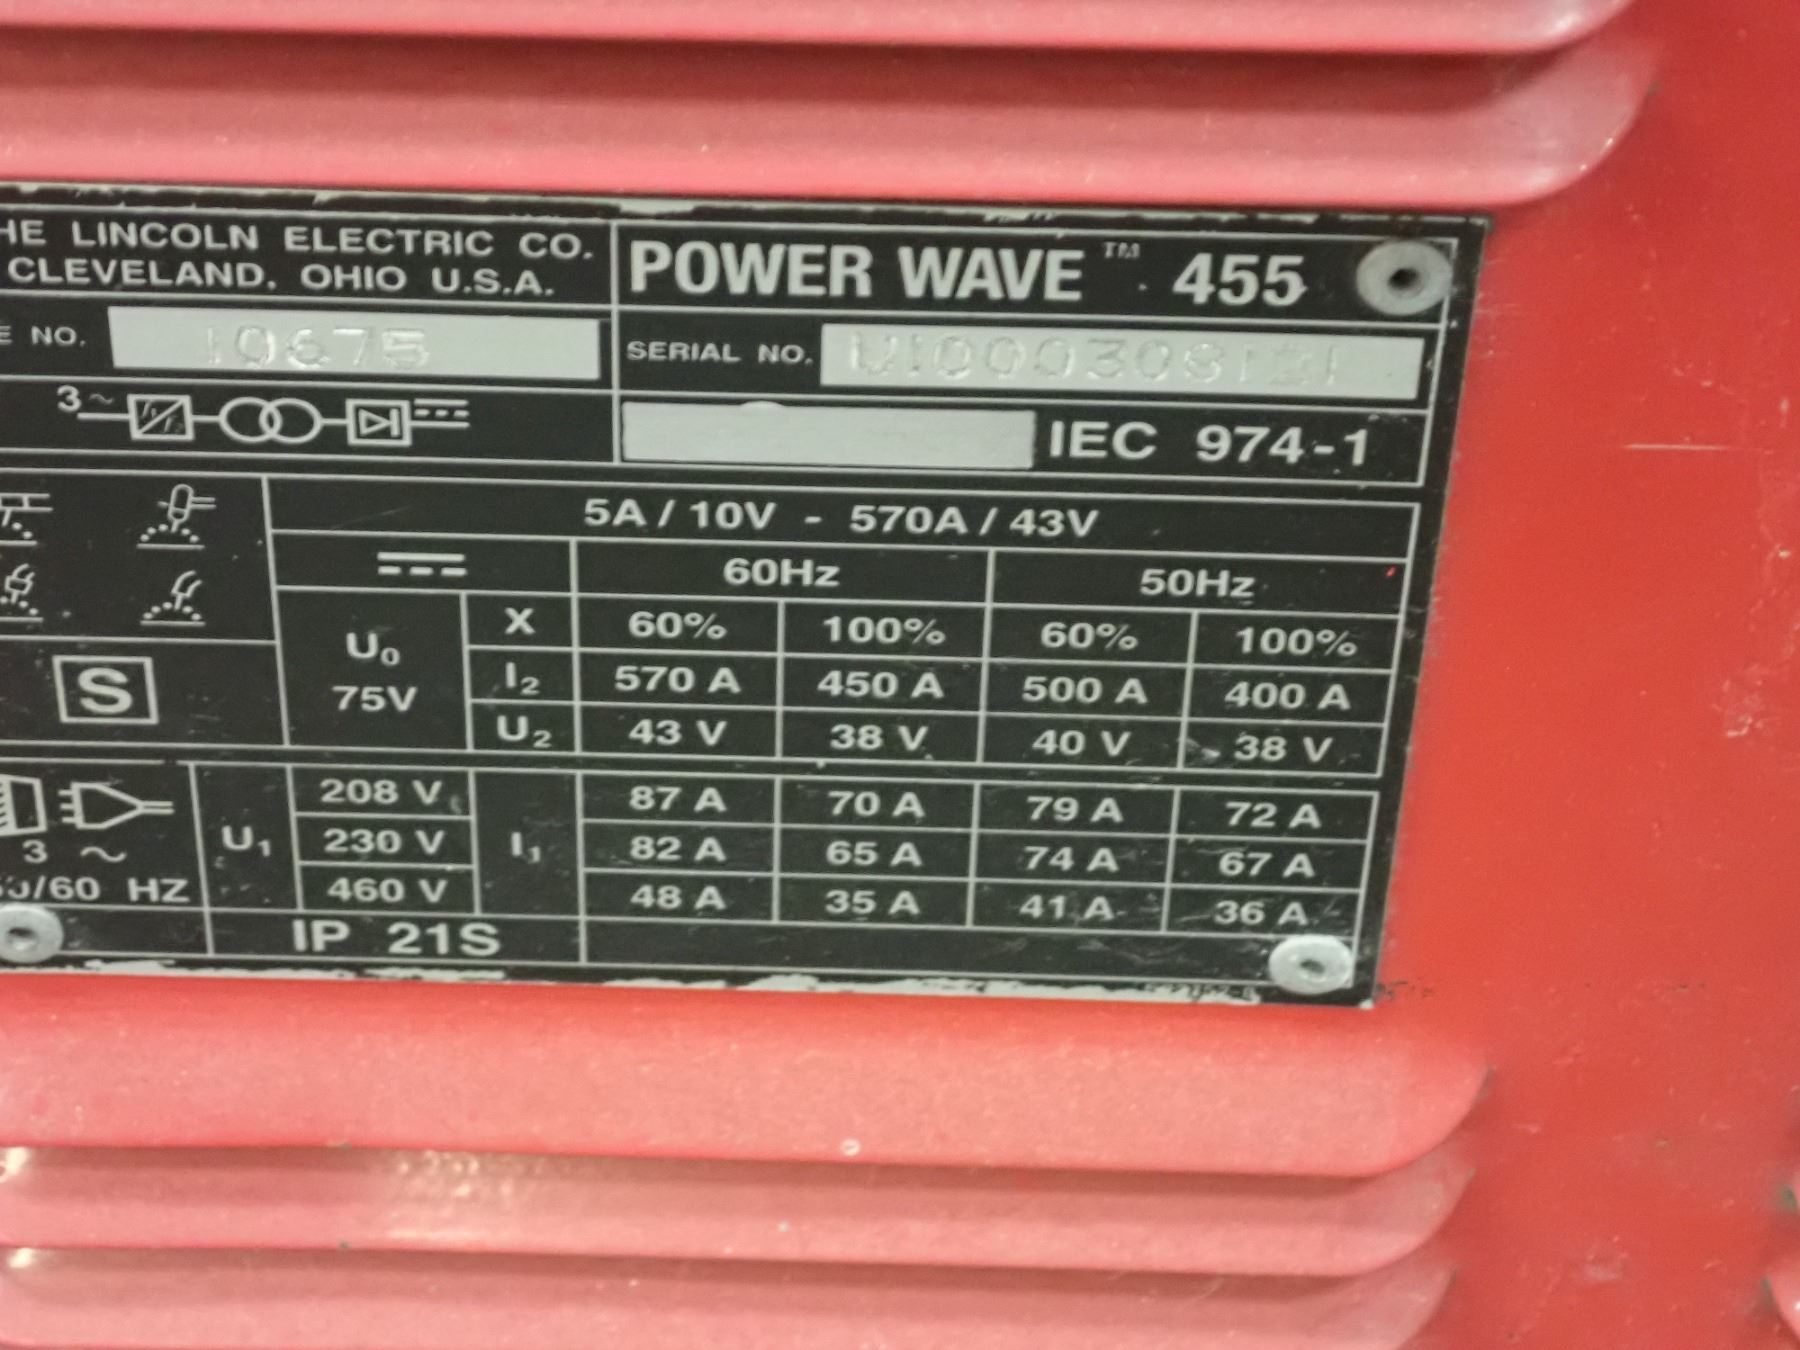 HE LINCOLN ELECTRIC CO.
CLEVELAND, OHIO U.S.A.
POWER WAVE ™ 455
E NO. 10675
SERIAL NO.
3~
IEC 974-1
5A / 10V - 570A / 43V
60Hz 50Hz
U0 75V
X 60% 100% 60% 100%
I2 570 A 450 A 500 A 400 A
U2 43 V 38 V 40 V 38 V
S
3 ~
/60 HZ
U1 I1
208 V 87 A 70 A 79 A 72 A
230 V 82 A 65 A 74 A 67 A
460 V 48 A 35 A 41 A 36 A
IP 21S